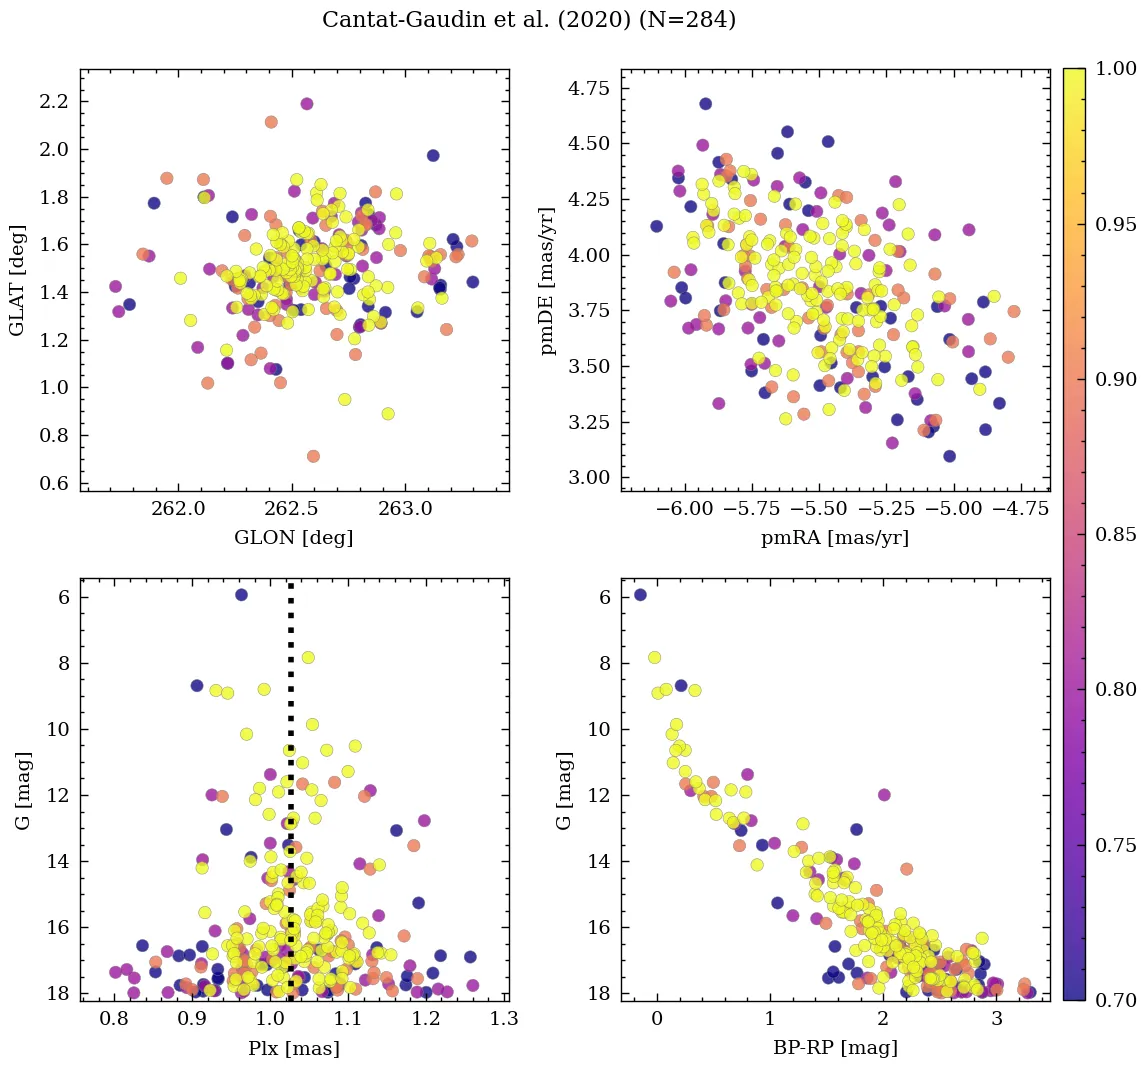 Cantat-Gaudin et al. (2020) (N=284)
2.2
2.0
1.8
1.6
1.4
1.2
1.0
0.8
0.6
GLAT [deg]
262.0 262.5 263.0
GLON [deg]
4.75
4.50
4.25
4.00
3.75
3.50
3.25
3.00
pmDE [mas/yr]
−6.00 −5.75 −5.50 −5.25 −5.00 −4.75
pmRA [mas/yr]
6
8
10
12
14
16
18
G [mag]
0.8 0.9 1.0 1.1 1.2 1.3
Plx [mas]
6
8
10
12
14
16
18
G [mag]
0 1 2 3
BP-RP [mag]
1.00
0.95
0.90
0.85
0.80
0.75
0.70